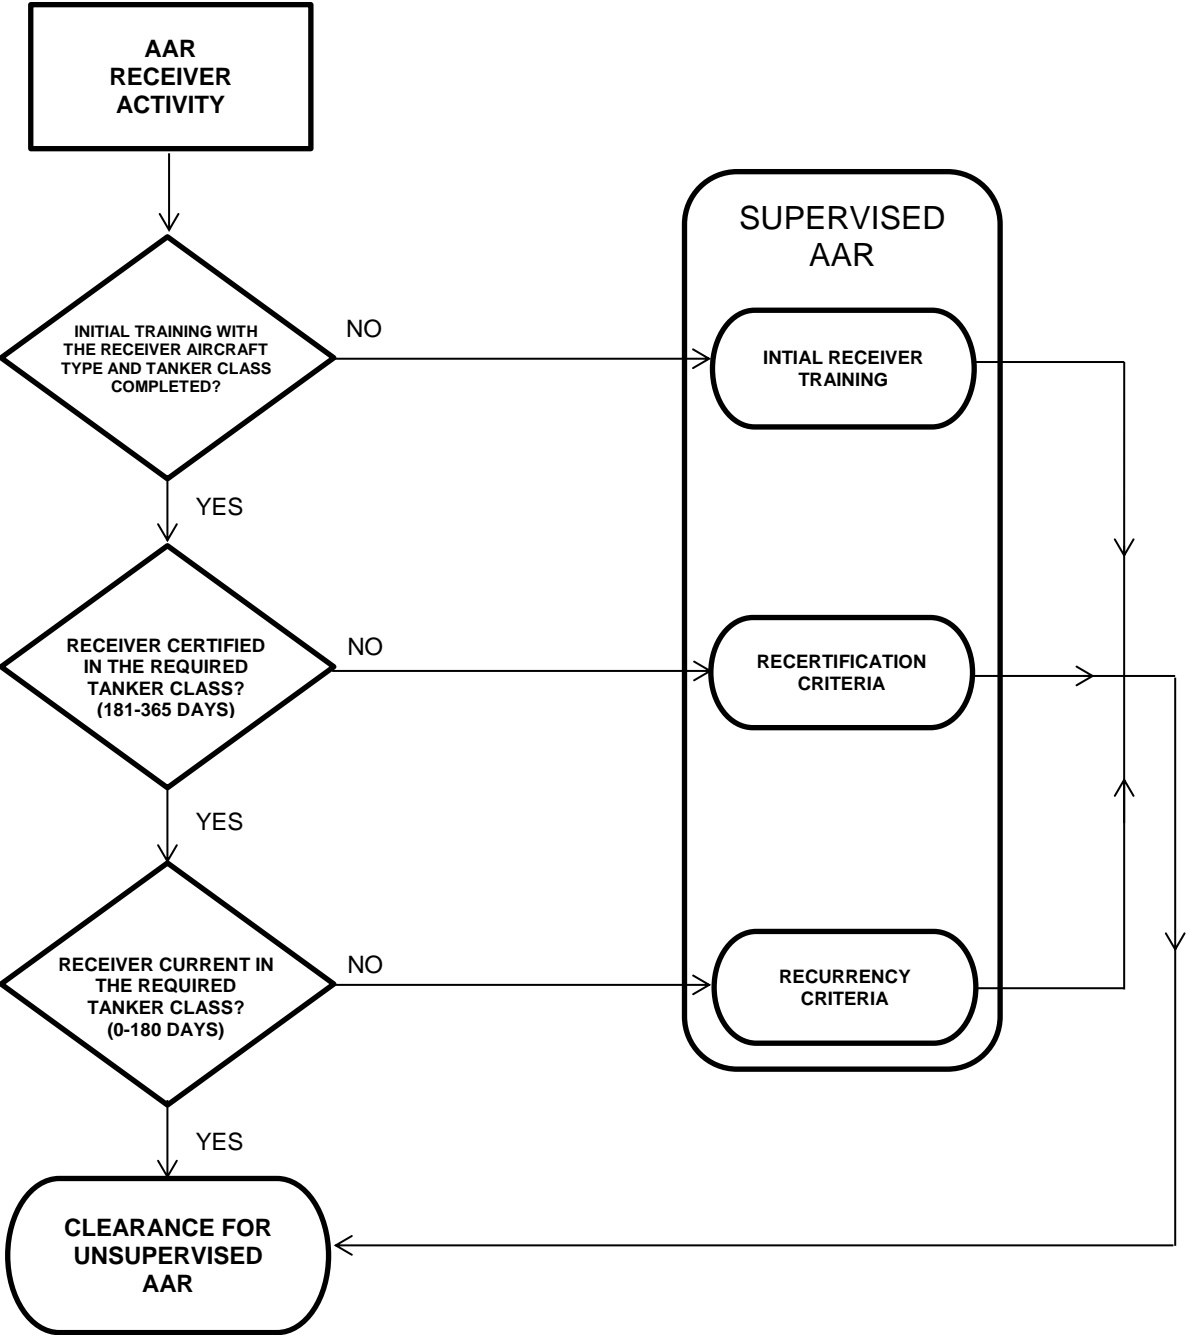 AAR
RECEIVER
ACTIVITY
SUPERVISED
AAR
INITIAL TRAINING WITH
THE RECEIVER AIRCRAFT
TYPE AND TANKER CLASS
COMPLETED?
NO
INTIAL RECEIVER
TRAINING
YES
RECEIVER CERTIFIED
IN THE REQUIRED
TANKER CLASS?
(181-365 DAYS)
NO
RECERTIFICATION
CRITERIA
YES
RECEIVER CURRENT IN
THE REQUIRED
TANKER CLASS?
(0-180 DAYS)
NO
RECURRENCY
CRITERIA
YES
CLEARANCE FOR
UNSUPERVISED
AAR